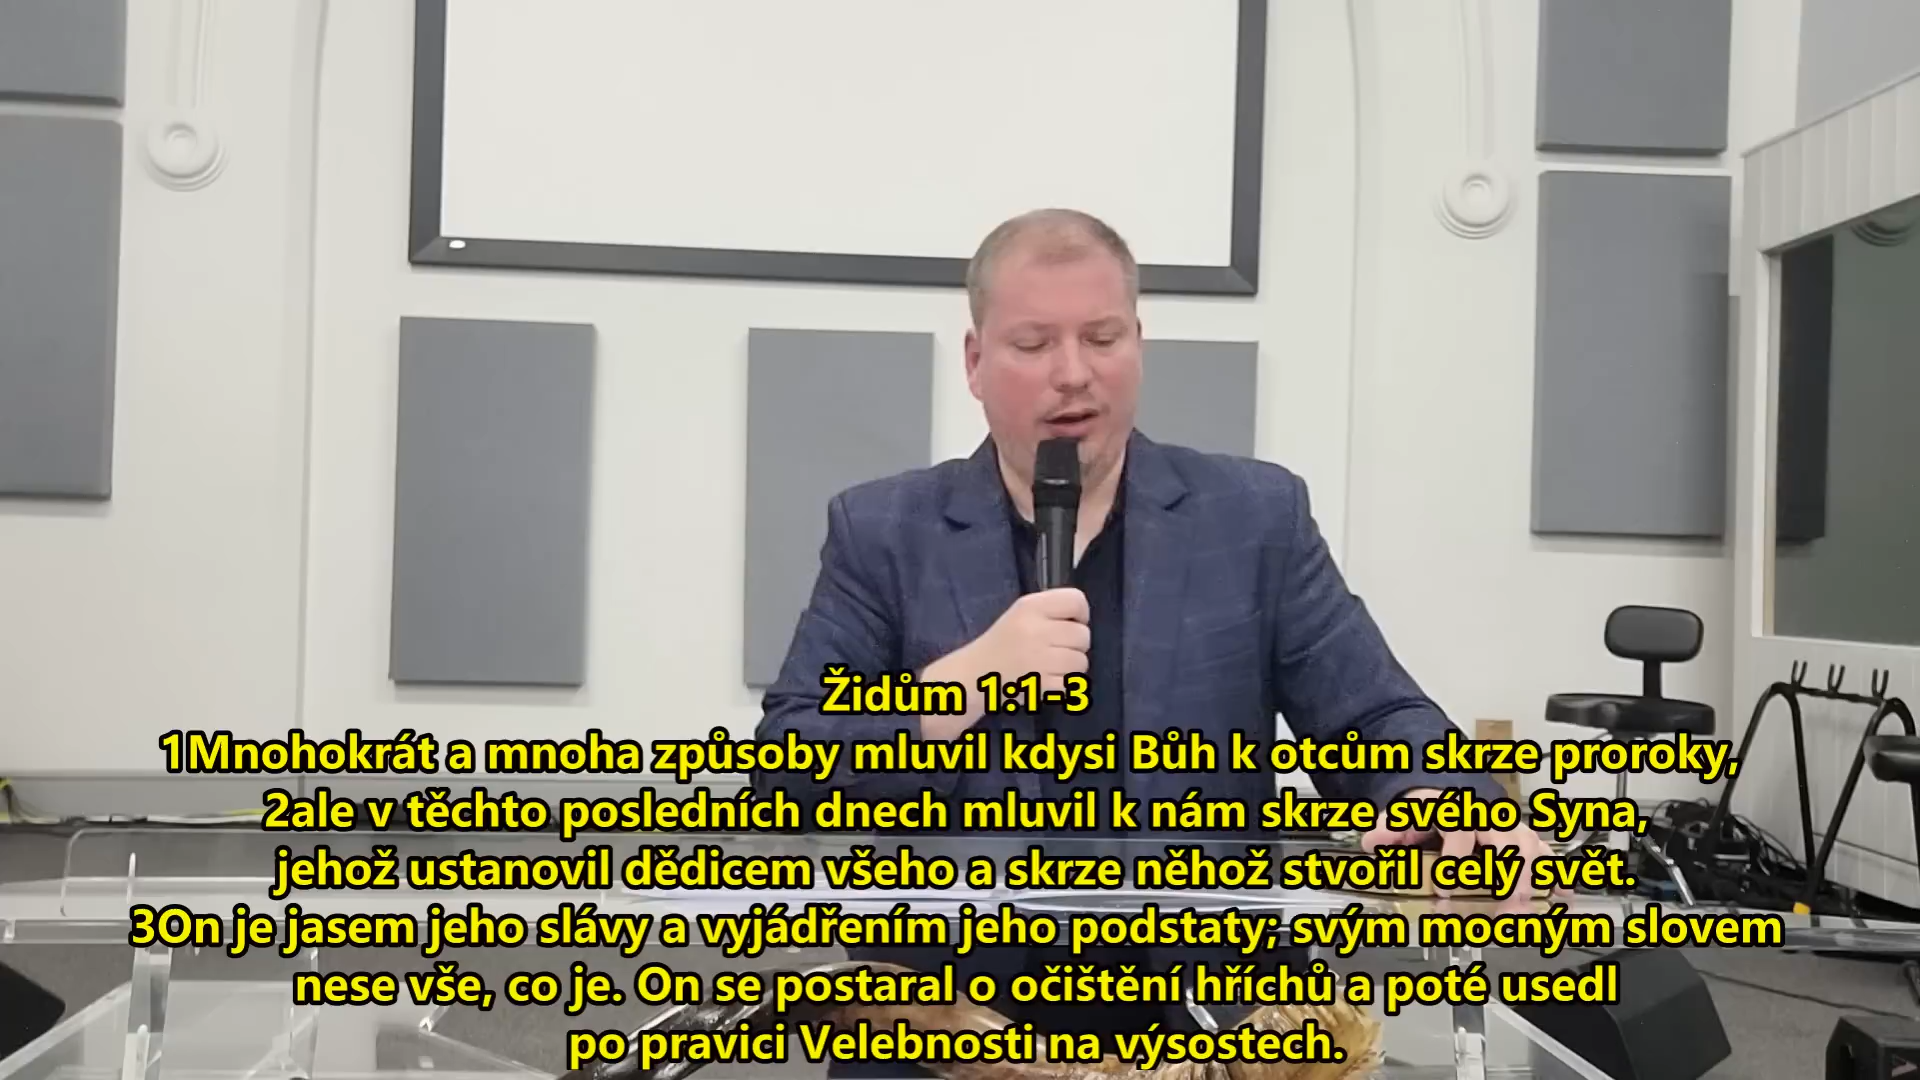 Židům 1:1-3
1Mnohokrát a mnoha způsoby mluvil kdysi Bůh k otcům skrze proroky,
2ale v těchto posledních dnech mluvil k nám skrze svého Syna,
jehož ustanovil dědicem všeho a skrze něhož stvořil celý svět.
3On je jasem jeho slávy a vyjádřením jeho podstaty; svým mocným slovem
nese vše, co je. On se postaral o očištění hříchů a poté usedl
po pravici Velebnosti na výsostech.